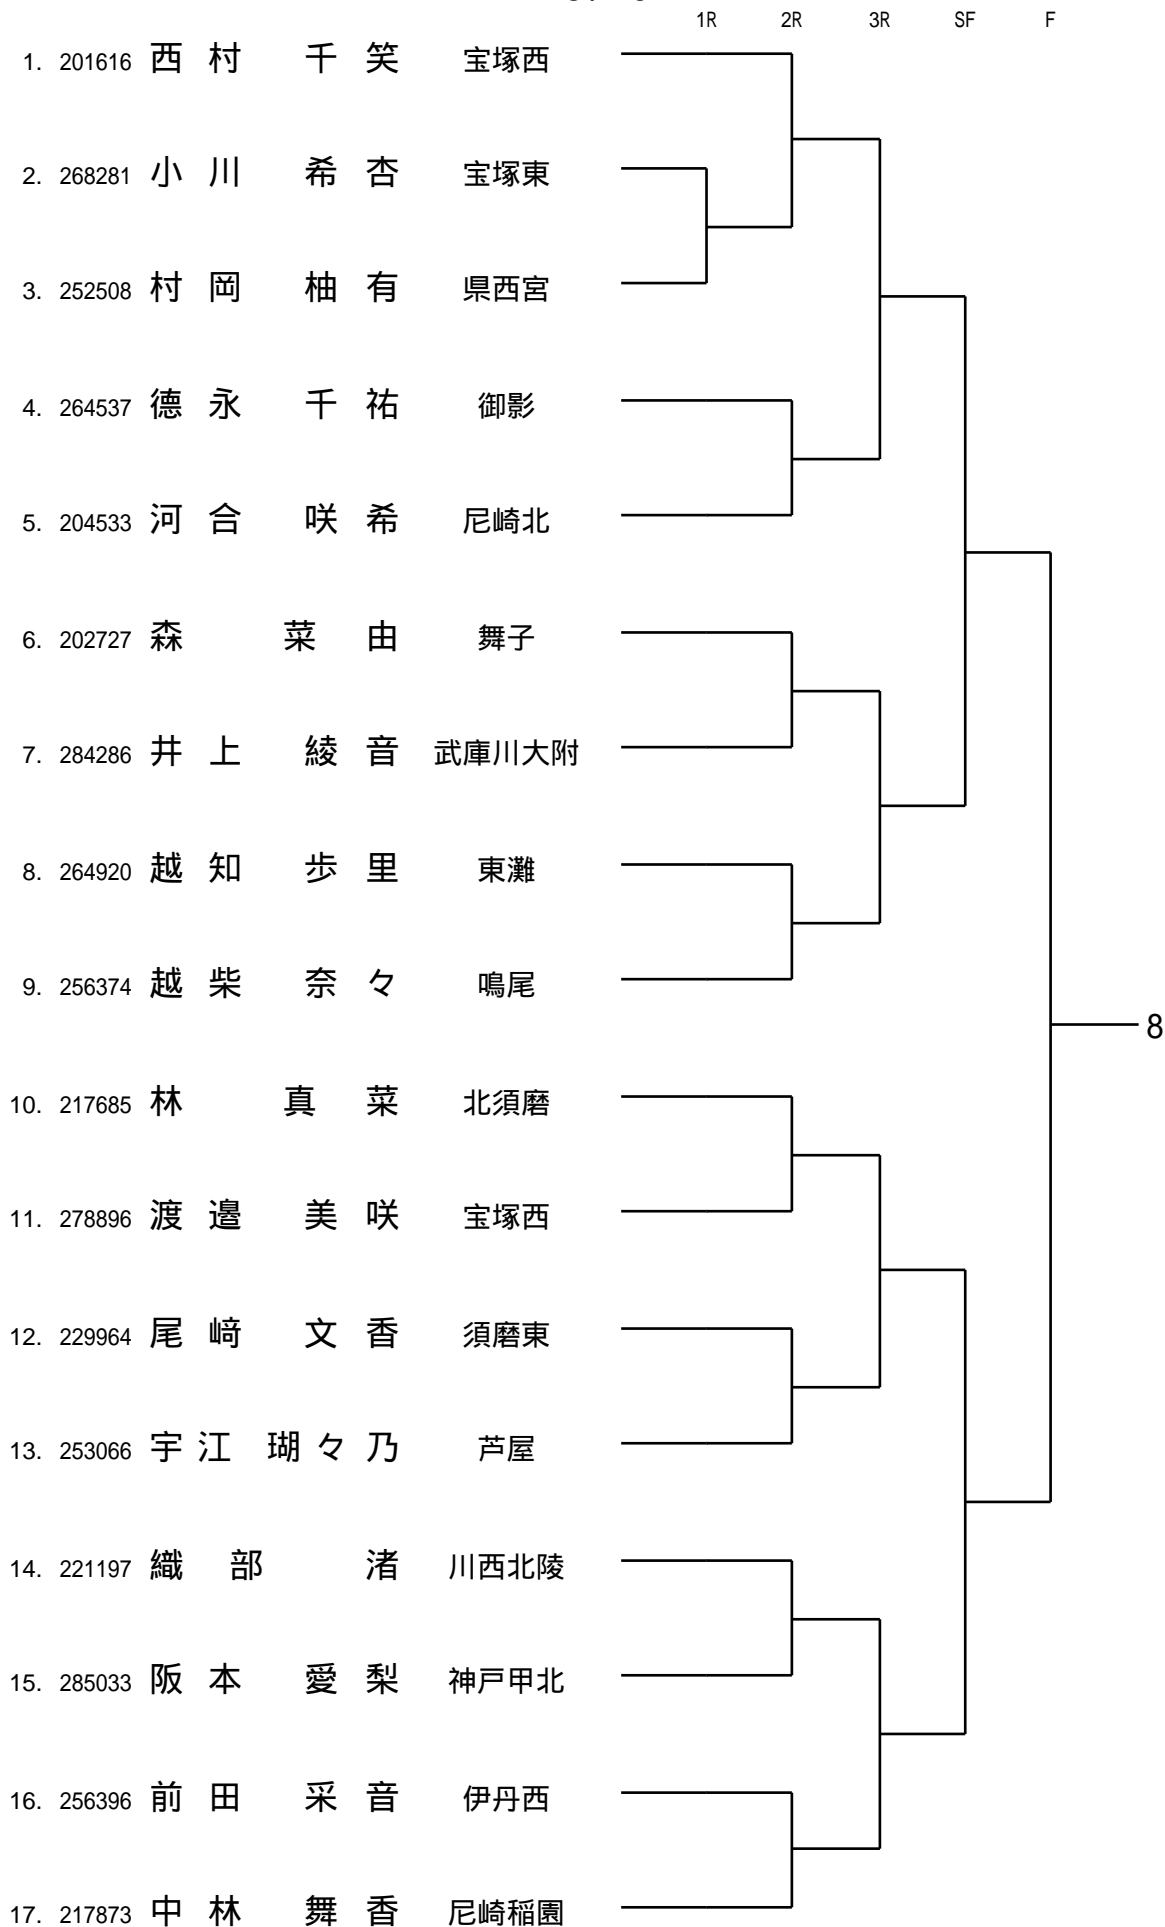 1R 2R 3R SF F
1. 201616 西村 千笑 宝塚西
2. 268281 小川 希杏 宝塚東
3. 252508 村岡 柚有 県西宮
4. 264537 德永 千祐 御影
5. 204533 河合 咲希 尼崎北
6. 202727 森 菜由 舞子
7. 284286 井上 綾音 武庫川大附
8. 264920 越知 歩里 東灘
9. 256374 越柴 奈々 鳴尾
8
10. 217685 林 真菜 北須磨
11. 278896 渡邉 美咲 宝塚西
12. 229964 尾﨑 文香 須磨東
13. 253066 宇江 瑚々乃 芦屋
14. 221197 織部 渚 川西北陵
15. 285033 阪本 愛梨 神戸甲北
16. 256396 前田 采音 伊丹西
17. 217873 中林 舞香 尼崎稲園